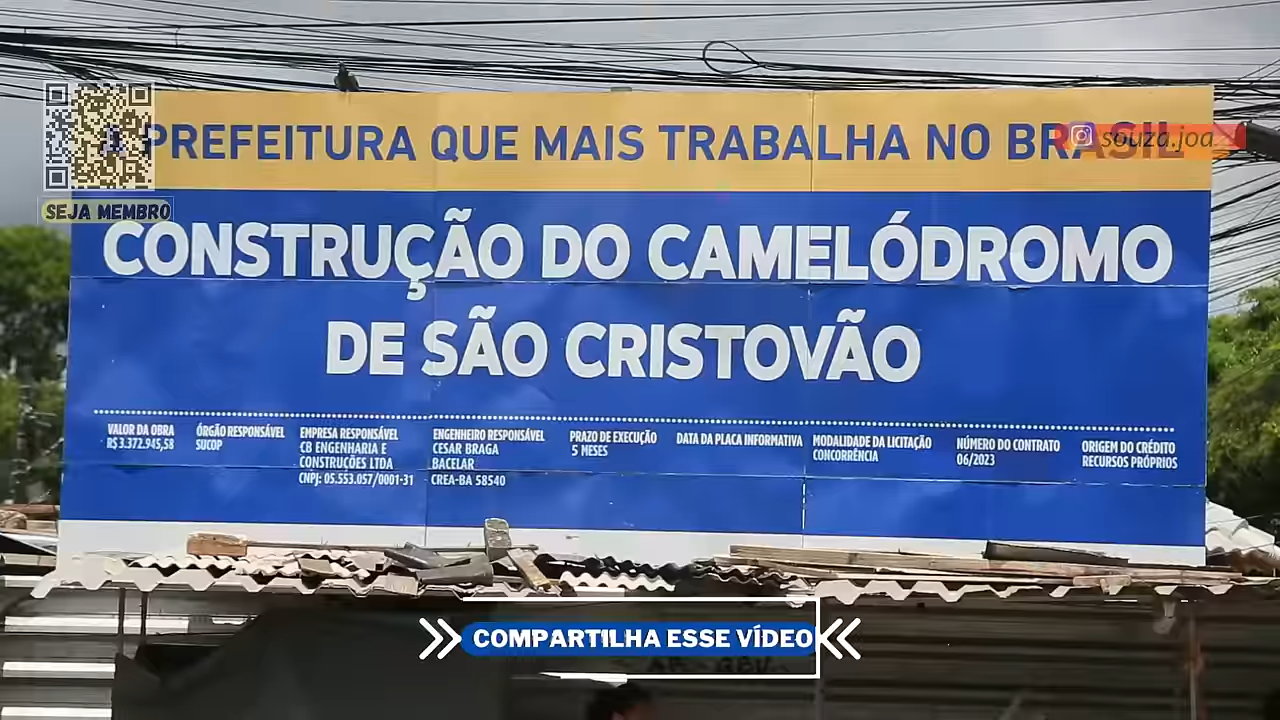 A PREFEITURA QUE MAIS TRABALHA NO BRASIL
souza.joa
SEJA MEMBRO
CONSTRUÇÃO DO CAMELÓDROMO
DE SÃO CRISTOVÃO
VALOR DA OBRA
R$ 3.372.945,58
ÓRGÃO RESPONSÁVEL
SUCOP
EMPRESA RESPONSÁVEL
CB ENGENHARIA E
CONSTRUÇÕES LTDA
CNPJ: 05.553.057/0001-31
ENGENHEIRO RESPONSÁVEL
CESAR BRAGA
BACELAR
CREA-BA 58540
PRAZO DE EXECUÇÃO
5 MESES
DATA DA PLACA INFORMATIVA
MODALIDADE DA LICITAÇÃO
CONCORRÊNCIA
NÚMERO DO CONTRATO
06/2023
ORIGEM DO CRÉDITO
RECURSOS PRÓPRIOS
COMPARTILHA ESSE VÍDEO